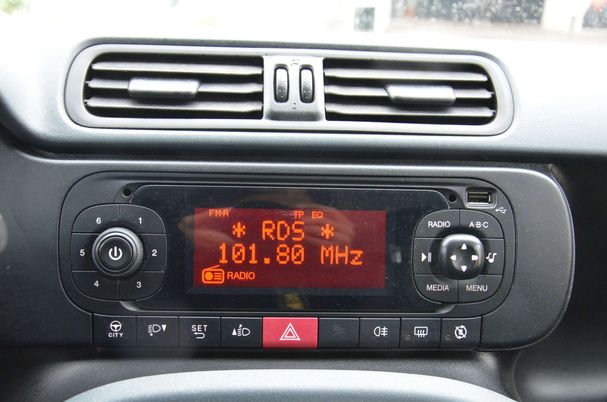 FM-A TP EQ
* RDS *
101.80 MHz
RADIO
6 1
5 2
4 3
RADIO A-B-C
MEDIA MENU
CITY
SET